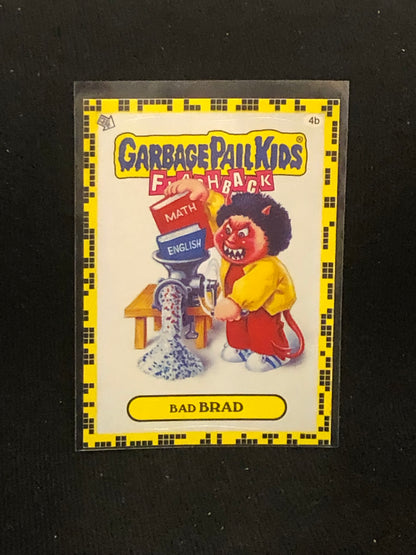 4b
GARBAGE PAIL KIDS®
FLASHBACK
MATH
ENGLISH
BAD BRAD